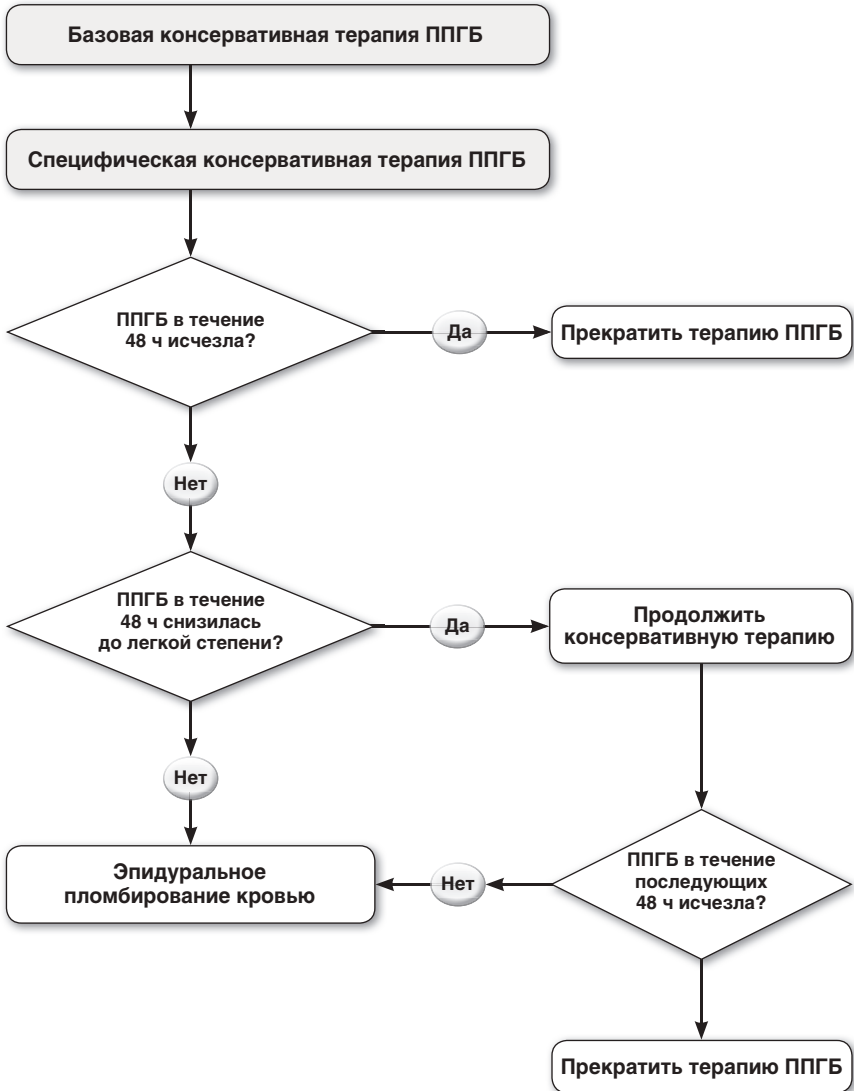 Базовая консервативная терапия ППГБ
Специфическая консервативная терапия ППГБ
ППГБ в течение
48 ч исчезла?
Да
Прекратить терапию ППГБ
Нет
ППГБ в течение
48 ч снизилась
до легкой степени?
Да
Продолжить
консервативную терапию
Нет
Эпидуральное
пломбирование кровью
Нет
ППГБ в течение
последующих
48 ч исчезла?
Прекратить терапию ППГБ